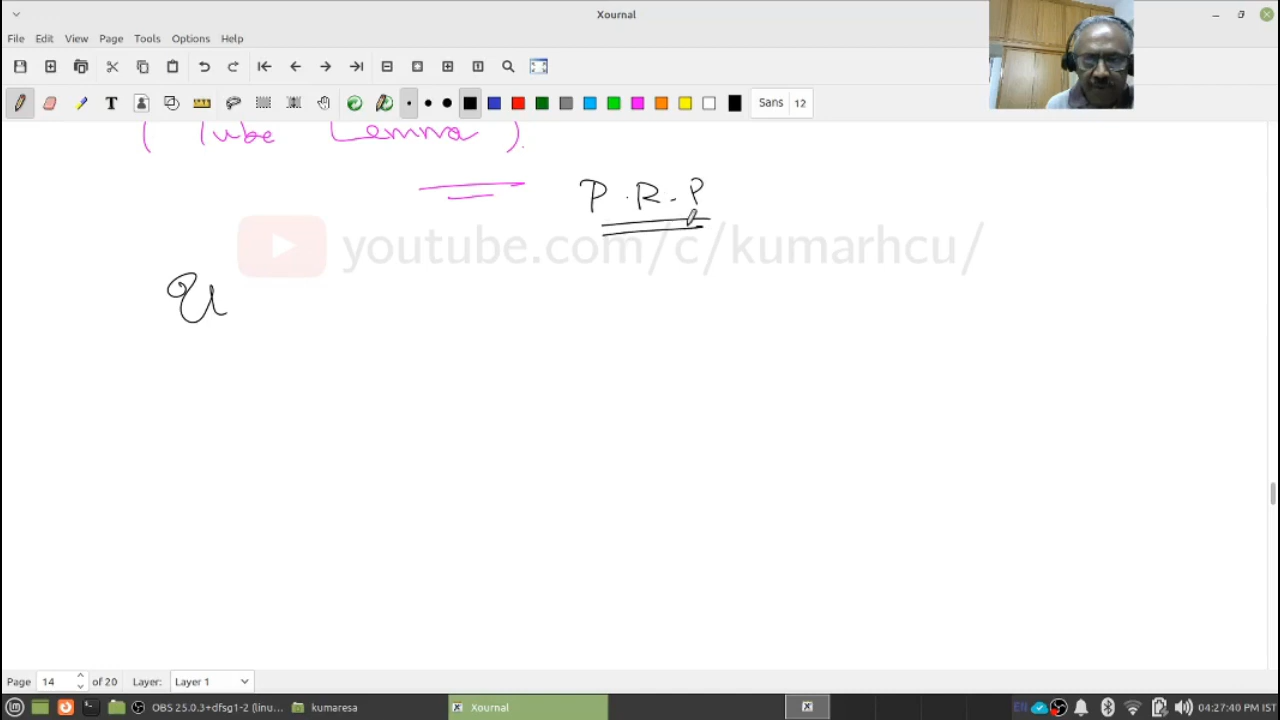 Xournal
File Edit View Page Tools Options Help
Sans 12
( Tube Lemma ).
P.R.P
youtube.com/c/kumarhcu/
U
Page 14 of 20 Layer: Layer 1
OBS 25.0.3+dfsg1-2 (linu... kumaresa Xournal EN 04:27:40 PM IST